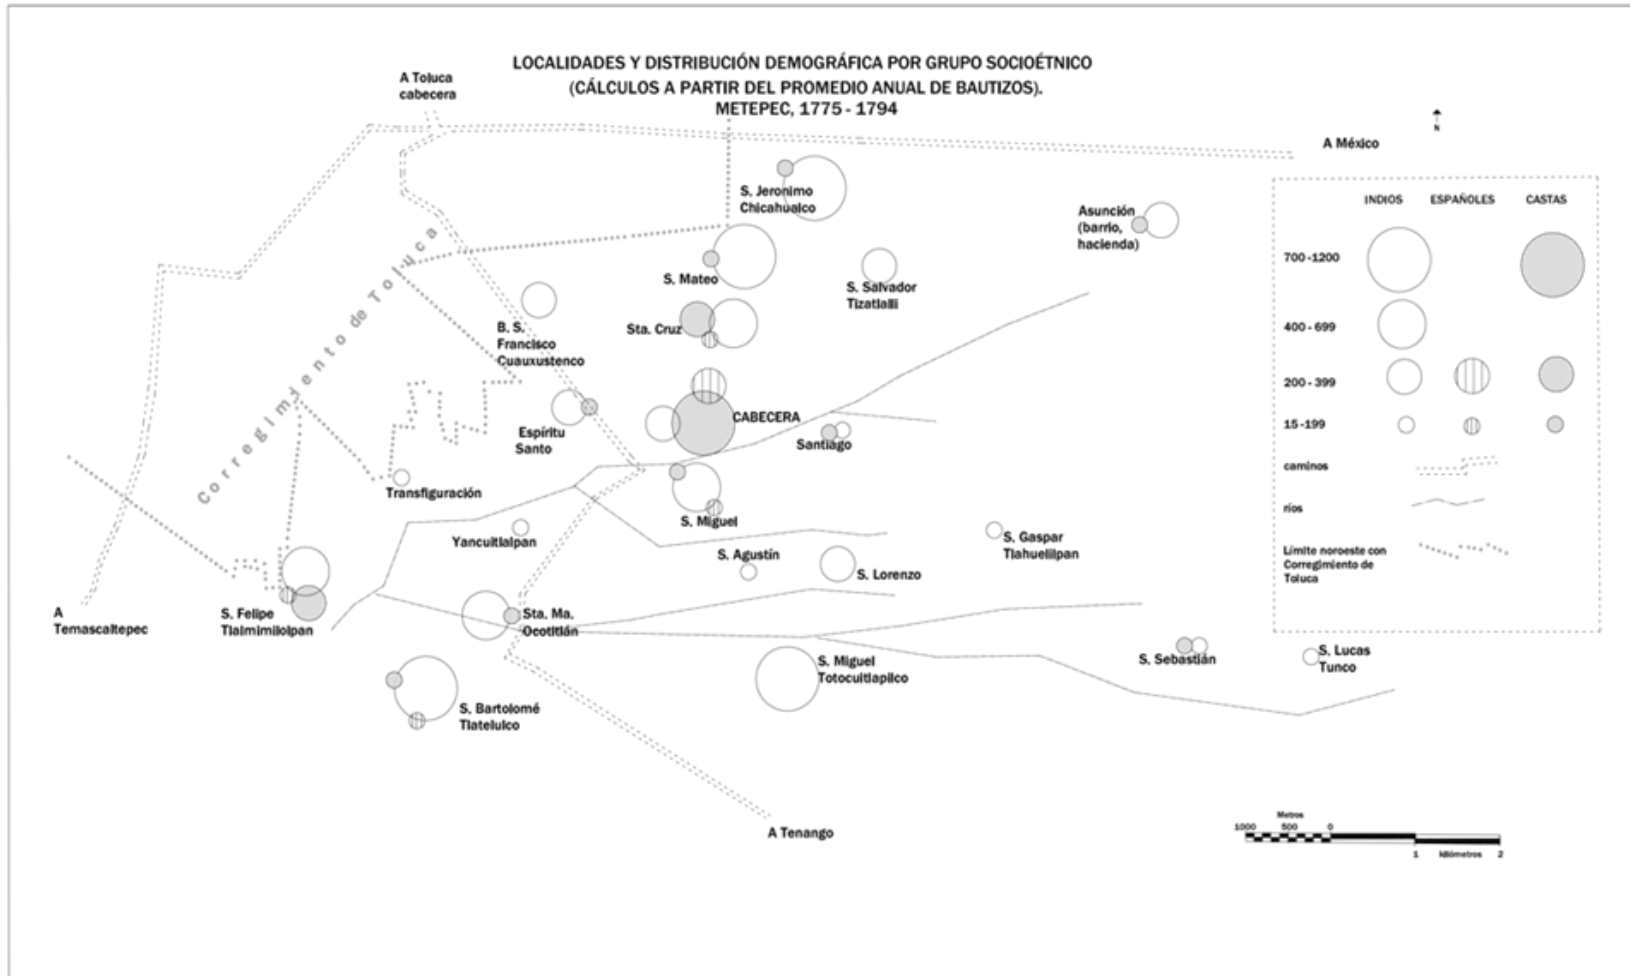 LOCALIDADES Y DISTRIBUCIÓN DEMOGRÁFICA POR GRUPO SOCIOÉTNICO
(CÁLCULOS A PARTIR DEL PROMEDIO ANUAL DE BAUTIZOS).
METEPEC, 1775 - 1794
A Toluca
cabecera
N
A México
S. Jeronimo
Chicahualco
Asunción
(barrio,
hacienda)
S. Mateo
S. Salvador
Tizatlalli
Corregimiento de Toluca
B. S.
Francisco
Cuauxustenco
Sta. Cruz
CABECERA
Espíritu
Santo
Santiago
Transfiguración
S. Miguel
Yancuitlalpan
S. Agustín
S. Gaspar
Tlahuelilpan
S. Lorenzo
A
Temascaltepec
S. Felipe
Tlalmimilolpan
Sta. Ma.
Ocotitlán
S. Miguel
Totocuitlapilco
S. Sebastián
S. Lucas
Tunco
S. Bartolomé
Tlatelulco
A Tenango
INDIOS ESPAÑOLES CASTAS
700 -1200
400 - 699
200 - 399
15 -199
caminos
ríos
Límite noroeste con
Corregimiento de
Toluca
Metros
1000 500 0
1 kilómetros 2